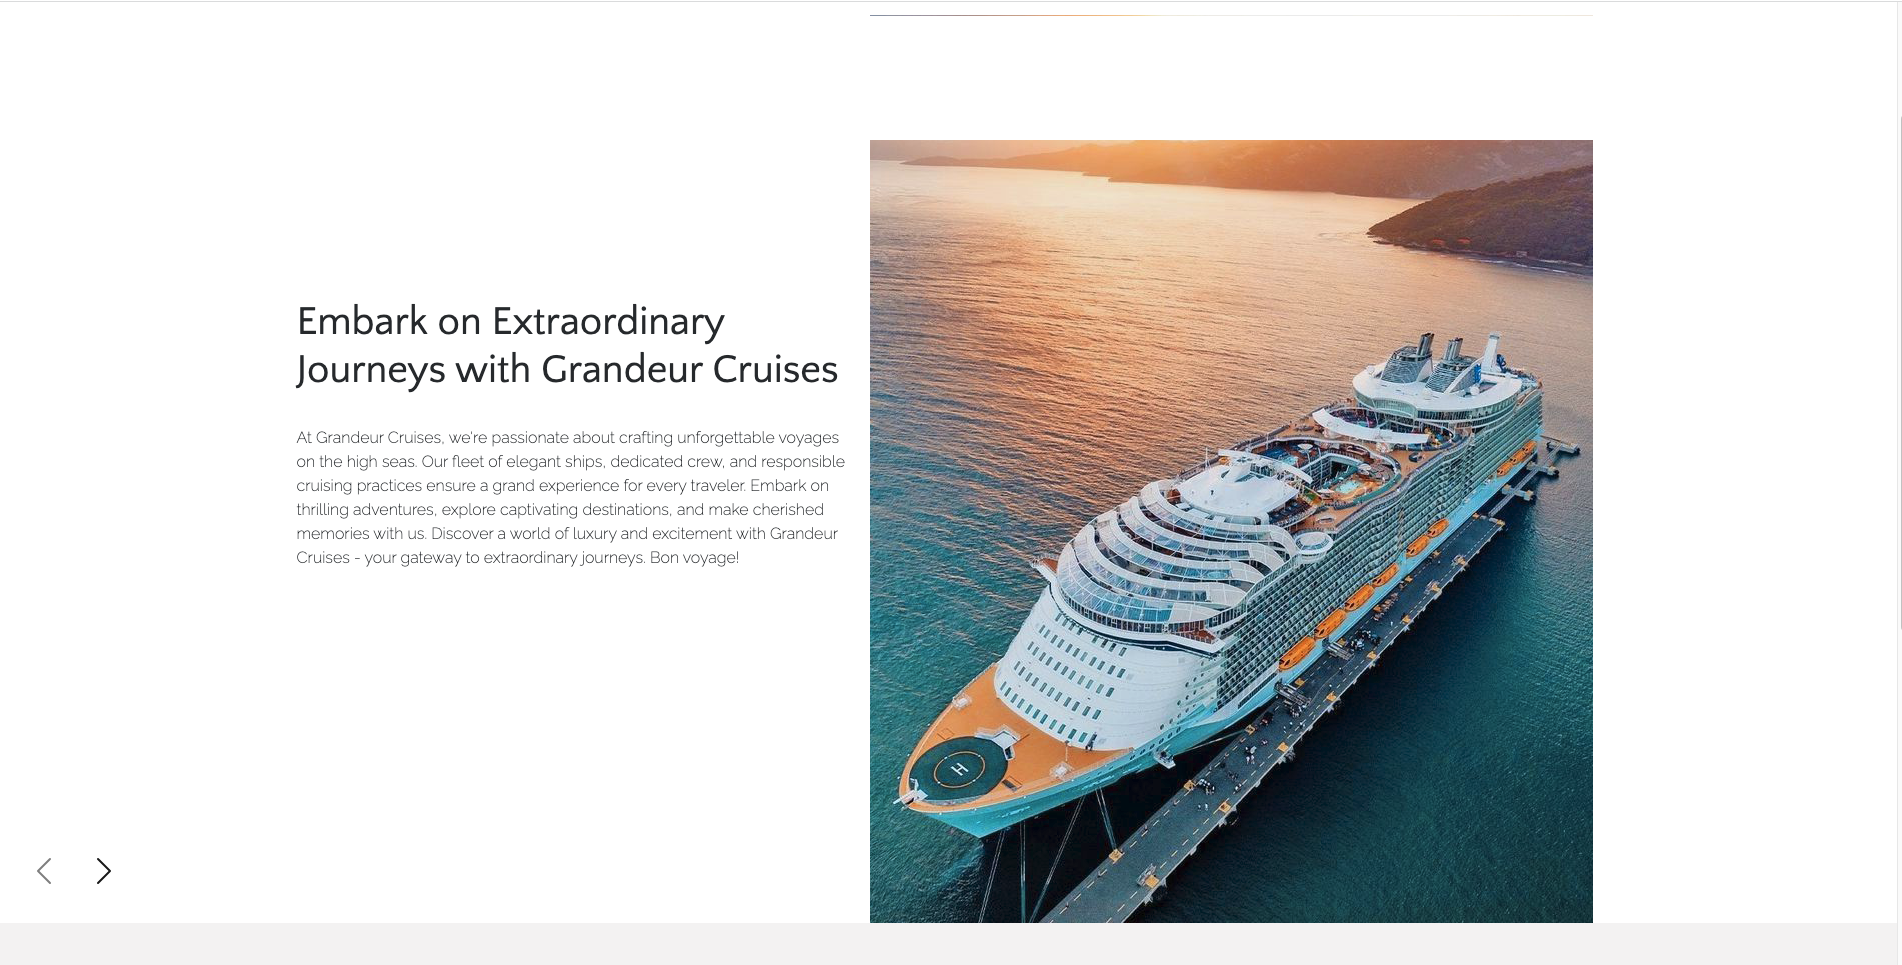 Embark on Extraordinary
Journeys with Grandeur Cruises
At Grandeur Cruises, we're passionate about crafting unforgettable voyages
on the high seas. Our fleet of elegant ships, dedicated crew, and responsible
cruising practices ensure a grand experience for every traveler. Embark on
thrilling adventures, explore captivating destinations, and make cherished
memories with us. Discover a world of luxury and excitement with Grandeur
Cruises - your gateway to extraordinary journeys. Bon voyage!
H